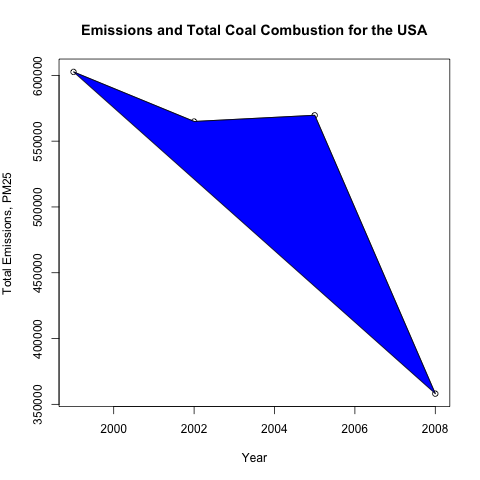 Emissions and Total Coal Combustion for the USA
Total Emissions, PM25
600000
550000
500000
450000
400000
350000
2000 2002 2004 2006 2008
Year